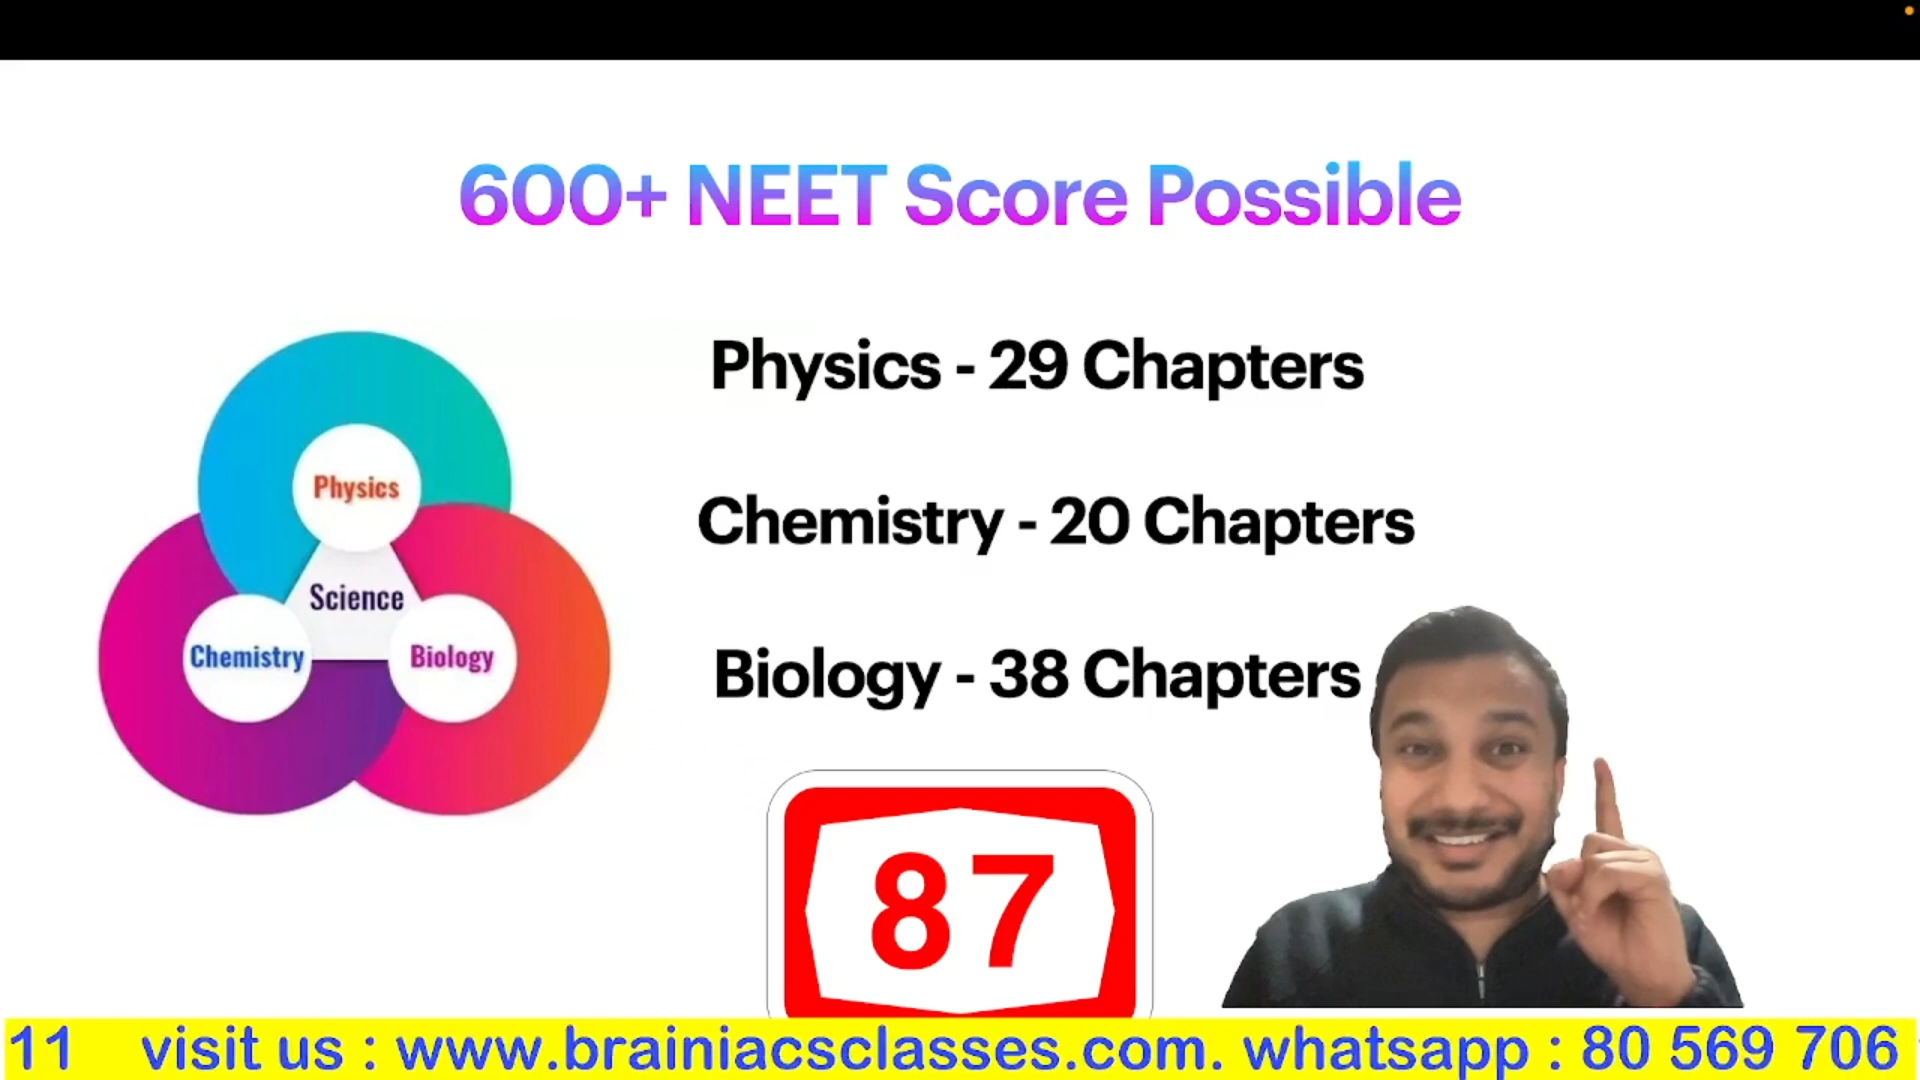 600+ NEET Score Possible
Physics - 29 Chapters
Chemistry - 20 Chapters
Biology - 38 Chapters
Physics
Science
Chemistry
Biology
87
11 visit us : www.brainiacsclasses.com. whatsapp : 80 569 706